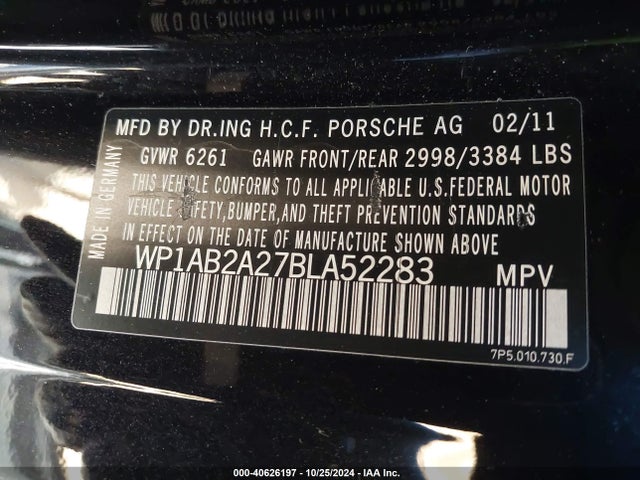 MFD BY DR.ING H.C.F. PORSCHE AG 02/11
GVWR 6261 GAWR FRONT/REAR 2998/3384 LBS
THIS VEHICLE CONFORMS TO ALL APPLICABLE U.S.FEDERAL MOTOR
VEHICLE SAFETY,BUMPER,AND THEFT PREVENTION STANDARDS
IN EFFECT ON THE DATE OF MANUFACTURE SHOWN ABOVE
WP1AB2A27BLA52283 MPV
MADE IN GERMANY
7P5.010.730.F
000-40626197 - 10/25/2024 - IAA Inc.